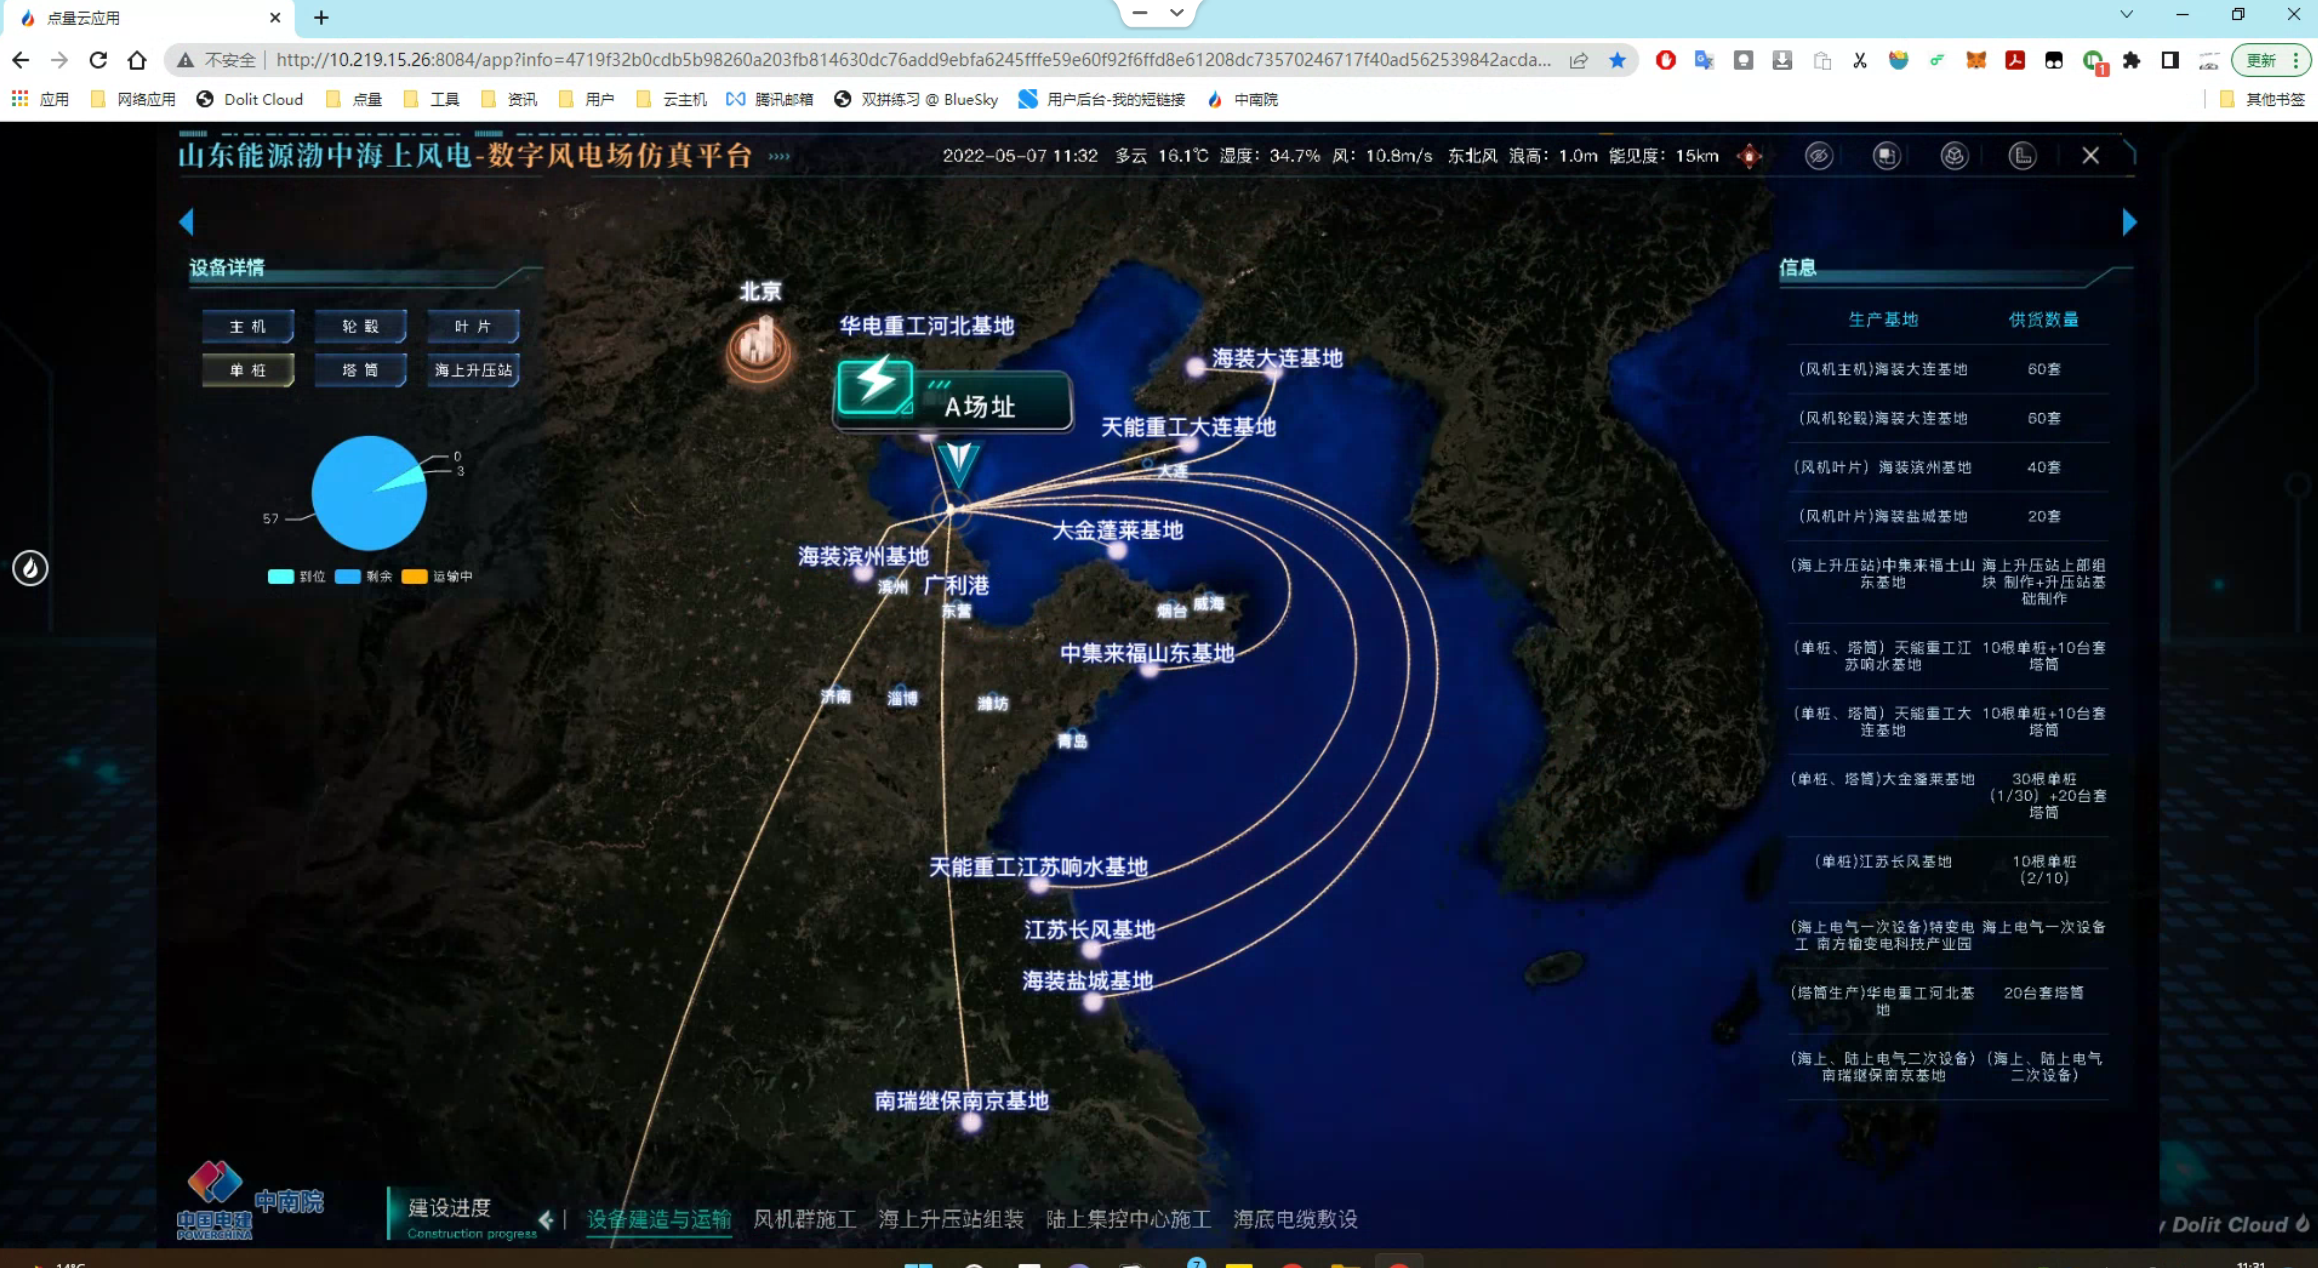 点量云应用
不安全
http://10.219.15.26:8084/app?info=4719f32b0cdb5b98260a203fb814630dc76add9ebfa6245fffe59e60f92f6ffd8e61208dc73570246717f40ad562539842acda...
更新
应用 网络应用 Dolit Cloud 点量 工具 资讯 用户 云主机 腾讯邮箱 双拼练习 @ BlueSky 用户后台-我的短链接 中南院 其他书签
山东能源渤中海上风电-数字风电场仿真平台
2022-05-07 11:32 多云 16.1℃ 湿度：34.7% 风：10.8m/s 东北风 浪高：1.0m 能见度：15km
设备详情
主机 轮毂 叶片
单桩 塔筒 海上升压站
0
3
57
到位 剩余 运输中
北京
华电重工河北基地
A场址
海装大连基地
天能重工大连基地
大连
大金蓬莱基地
海装滨州基地
滨州
广利港
东营
烟台
威海
中集来福山东基地
济南
淄博
潍坊
青岛
天能重工江苏响水基地
江苏长风基地
海装盐城基地
南瑞继保南京基地
信息
生产基地 供货数量
(风机主机)海装大连基地 60套
(风机轮毂)海装大连基地 60套
(风机叶片) 海装滨州基地 40套
(风机叶片)海装盐城基地 20套
(海上升压站)中集来福士山 海上升压站上部组
东基地 块 制作+升压站基
础制作
(单桩、塔筒) 天能重工江 10根单桩+10台套
苏响水基地 塔筒
(单桩、塔筒) 天能重工大 10根单桩+10台套
连基地 塔筒
(单桩、塔筒)大金蓬莱基地 30根单桩
(1/30) +20台套
塔筒
(单桩)江苏长风基地 10根单桩
(2/10)
(海上电气一次设备)特变电 海上电气一次设备
工 南方输变电科技产业园
(塔筒生产)华电重工河北基 20台套塔筒
地
(海上、陆上电气二次设备) (海上、陆上电气
南瑞继保南京基地 二次设备)
中国电建
POWERCHINA
中南院
建设进度
Construction progress
设备建造与运输 风机群施工 海上升压站组装 陆上集控中心施工 海底电缆敷设
Dolit Cloud